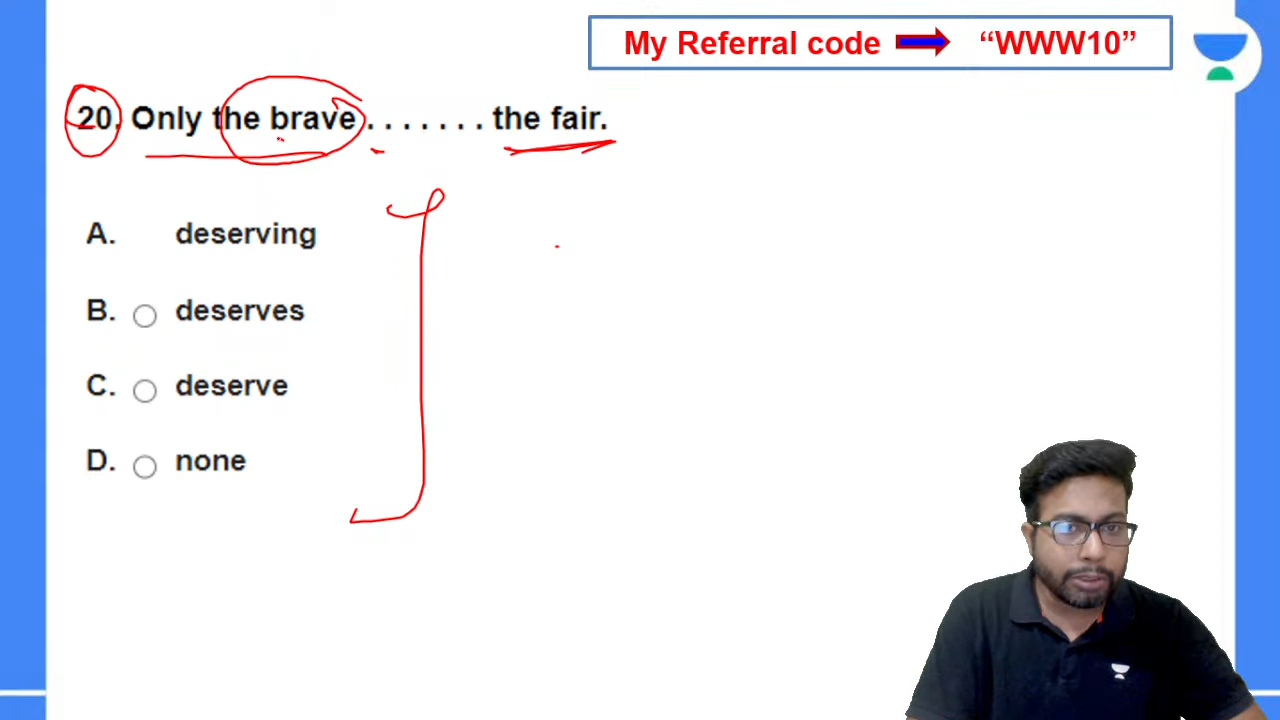 My Referral code “WWW10”
20. Only the brave . . . . . . . the fair.
A. deserving
B. deserves
C. deserve
D. none